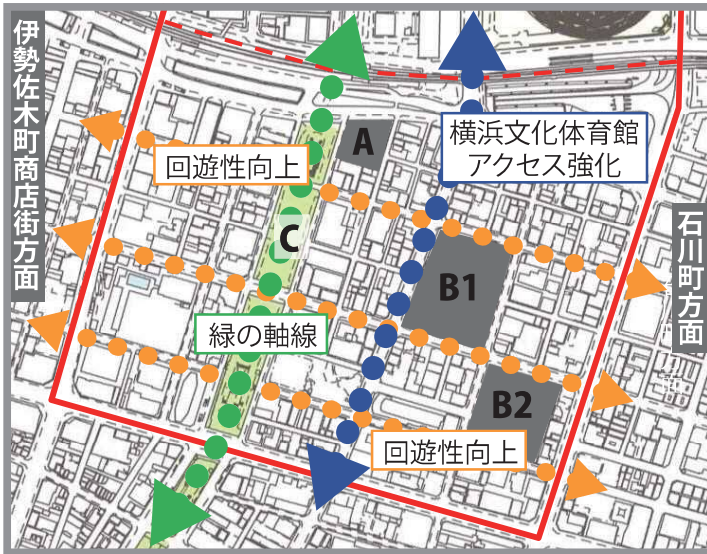 伊勢佐木町商店街方面
回遊性向上
A
横浜文化体育館
アクセス強化
C
石川町方面
B1
緑の軸線
B2
回遊性向上